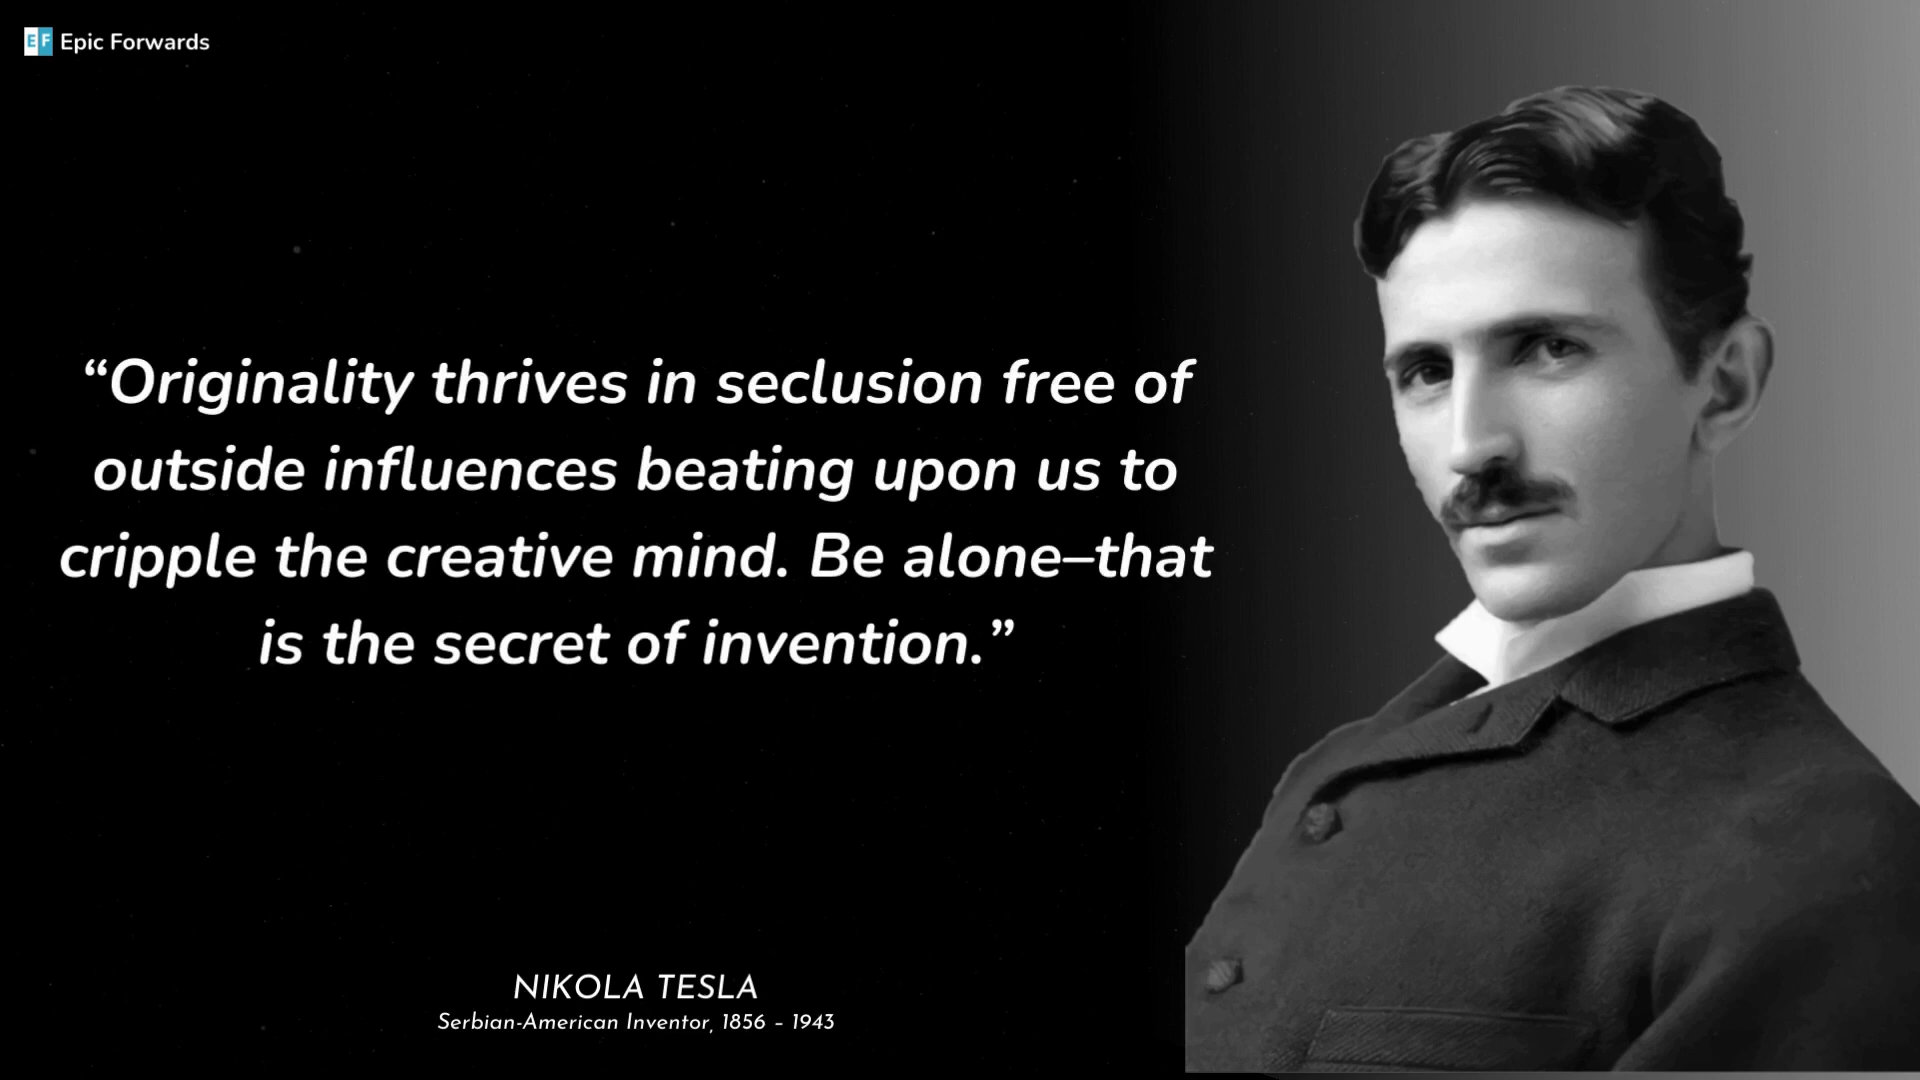 EF Epic Forwards
“Originality thrives in seclusion free of
outside influences beating upon us to
cripple the creative mind. Be alone–that
is the secret of invention.”
NIKOLA TESLA
Serbian-American Inventor, 1856 – 1943